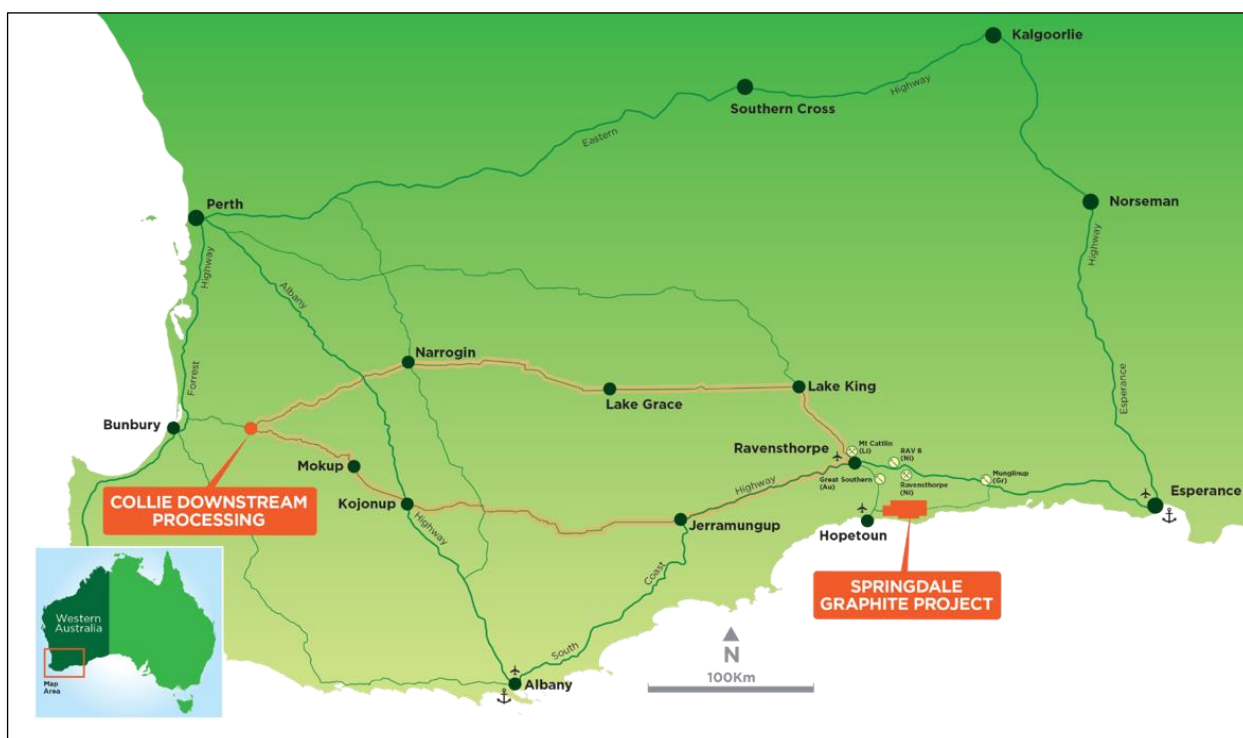 Kalgoorlie
Highway
Southern Cross
Eastern
Perth
Norseman
Highway
Highway
Albany
Narrogin
Forrest
Lake Grace
Lake King
Esperance
Bunbury
Ravensthorpe
Mt Cattlin
(Li)
RAV 8
(Ni)
Mokup
Great Southern
(Au)
Ravensthorpe
(Ni)
Munglinup
(Gr)
COLLIE DOWNSTREAM
PROCESSING
Kojonup
Highway
Highway
Jerramungup
Hopetoun
Esperance
SPRINGDALE
GRAPHITE PROJECT
Coast
South
Albany
N
100Km
Western
Australia
Map
Area